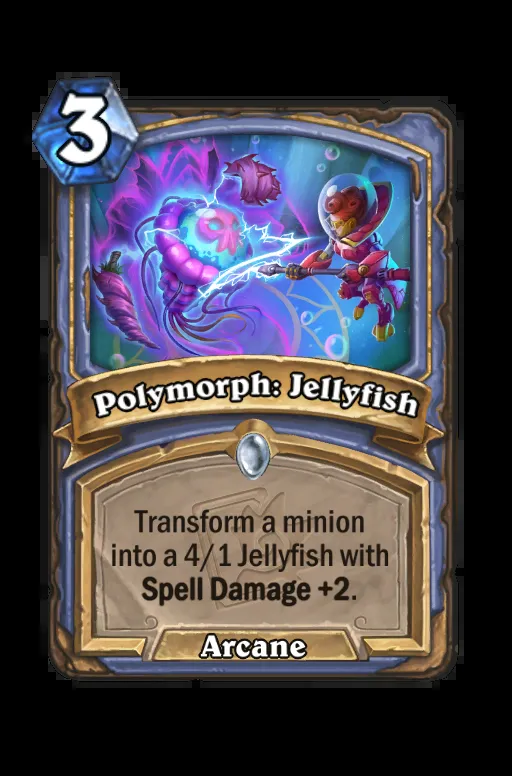 3
Polymorph: Jellyfish
Transform a minion
into a 4/1 Jellyfish with
Spell Damage +2.
Arcane